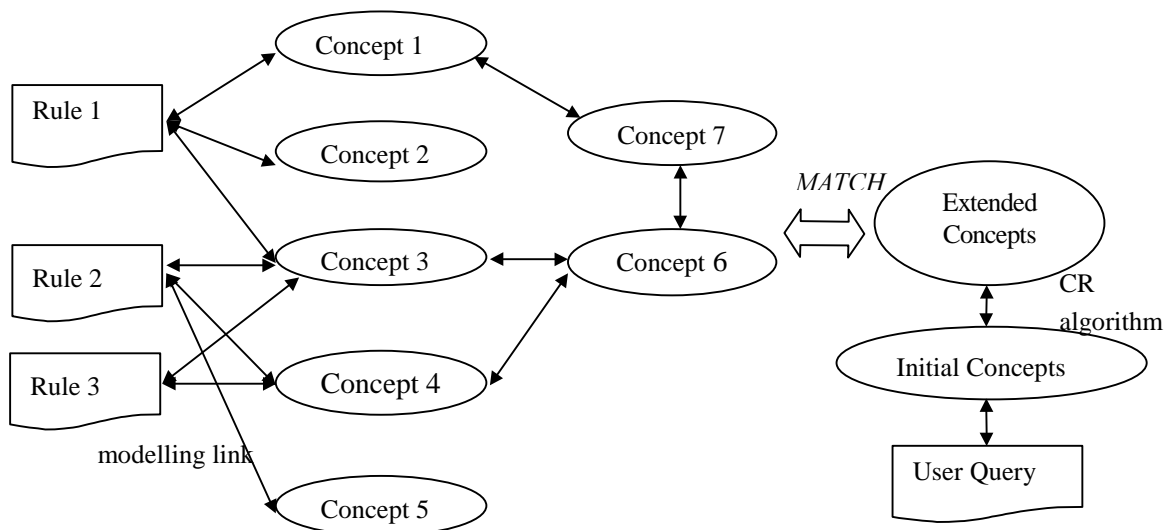 Concept 1
Rule 1
Concept 7
Concept 2
MATCH
Extended
Concepts
Concept 3
Concept 6
Rule 2
CR
algorithm
Initial Concepts
Rule 3
Concept 4
modelling link
User Query
Concept 5